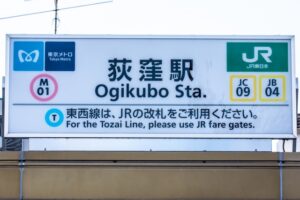 東京メトロ
Tokyo Metro
JR
JR東日本
荻窪駅
Ogikubo Sta.
M
01
JC
09
JB
04
T
東西線は、JRの改札をご利用ください。
For the Tozai Line, please use JR fare gates.